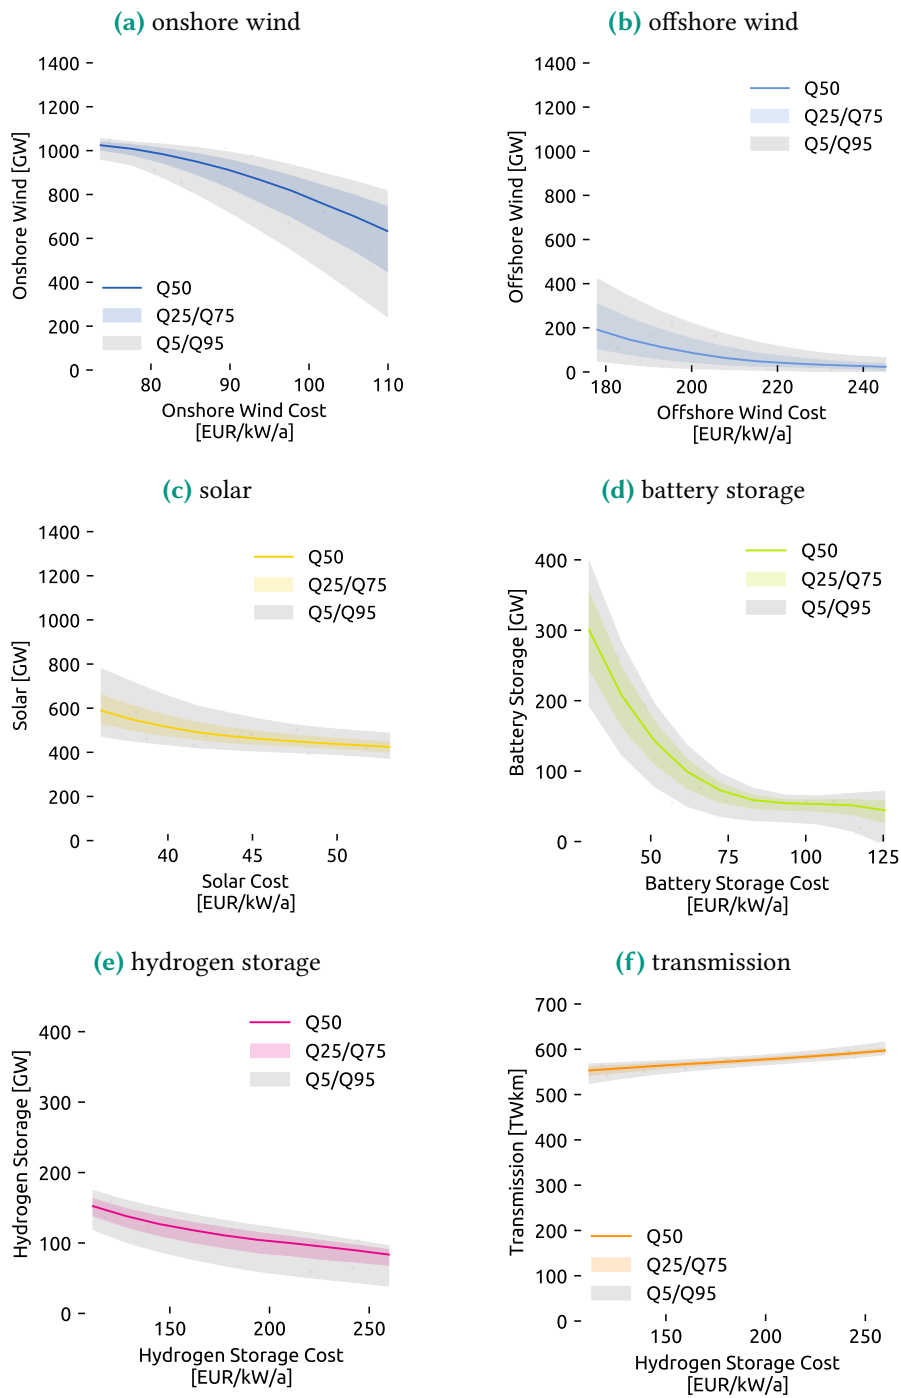 (a) onshore wind
1400
1200
1000
800
600
400
200
0
Onshore Wind [GW]
Q50
Q25/Q75
Q5/Q95
80 90 100 110
Onshore Wind Cost
[EUR/kW/a]
(b) offshore wind
1400
1200
1000
800
600
400
200
0
Offshore Wind [GW]
Q50
Q25/Q75
Q5/Q95
180 200 220 240
Offshore Wind Cost
[EUR/kW/a]
(c) solar
1400
1200
1000
800
600
400
200
0
Solar [GW]
Q50
Q25/Q75
Q5/Q95
40 45 50
Solar Cost
[EUR/kW/a]
(d) battery storage
400
300
200
100
0
Battery Storage [GW]
Q50
Q25/Q75
Q5/Q95
50 75 100 125
Battery Storage Cost
[EUR/kW/a]
(e) hydrogen storage
400
300
200
100
0
Hydrogen Storage [GW]
Q50
Q25/Q75
Q5/Q95
150 200 250
Hydrogen Storage Cost
[EUR/kW/a]
(f) transmission
700
600
500
400
300
200
100
0
Transmission [TWkm]
Q50
Q25/Q75
Q5/Q95
150 200 250
Hydrogen Storage Cost
[EUR/kW/a]